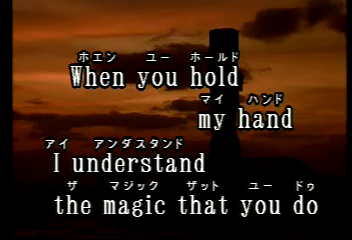 ホエン ユー ホールド
When you hold
マイ ハンド
my hand
アイ アンダスタンド
I understand
ザ マジック ザット ユー ドゥ
the magic that you do